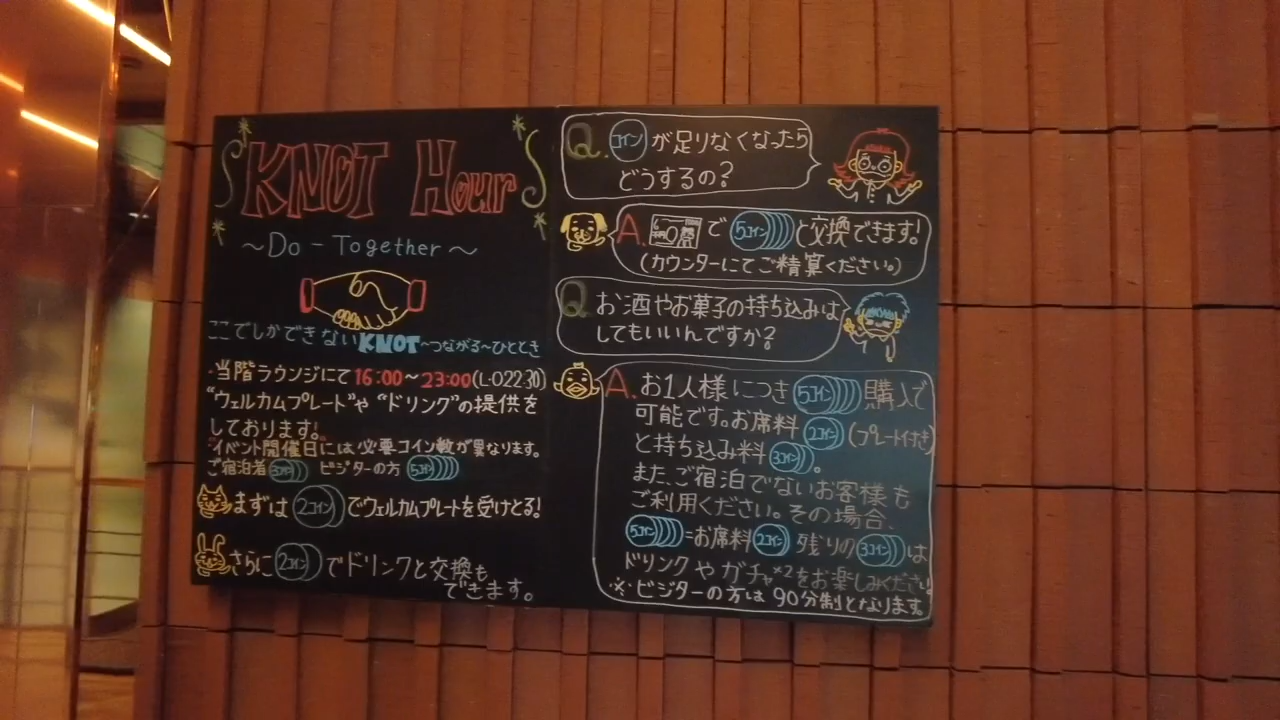 KNOT Hour
～Do-Together～
ここでしかできないKNOT～つながる～ひととき
・当階ラウンジにて16:00～23:00(L・O22:30)
“ウェルカムプレート”や“ドリンク”の提供を
しております!
イベント開催日には必要コイン数が異なります。
ご宿泊者 3コイン ビジターの方 5コイン
まずは 2コイン でウェルカムプレートを受けとる!
さらに 2コイン でドリンクと交換も
できます。
Q. コイン が足りなくなったら
どうするの?
A. で 5コイン と交換できます!
(カウンターにてご精算ください。)
Q お酒やお菓子の持ち込みは
してもいいんですか?
A. お1人様につき 5コイン 購入で
可能です。お席料 2コイン (プレート付き)
と持ち込み料 3コイン 。
また、ご宿泊でないお客様も
ご利用ください。その場合、
5コイン =お席料 2コイン 残りの 3コイン は
ドリンクやガチャ×2をお楽しみください!
※ビジターの方は90分制となります。